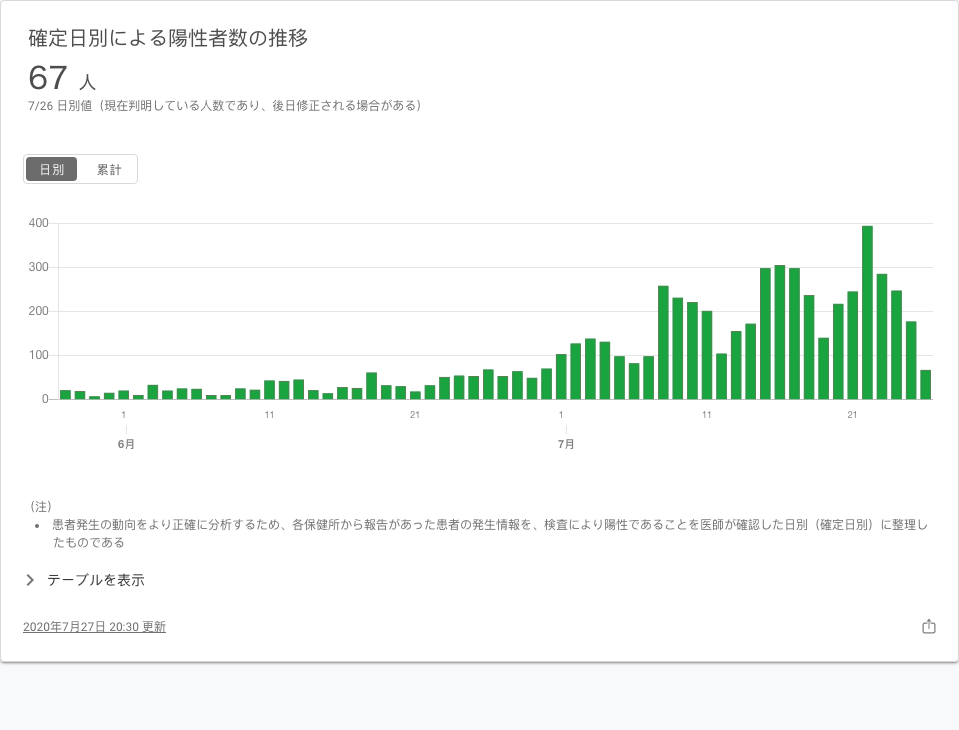 確定日別による陽性者数の推移
67 人
7/26 日別値（現在判明している人数であり、後日修正される場合がある）
日別 累計
400
300
200
100
0
1 11 21 1 11 21
6月 7月
（注）
• 患者発生の動向をより正確に分析するため、各保健所から報告があった患者の発生情報を、検査により陽性であることを医師が確認した日別（確定日別）に整理し
たものである
テーブルを表示
2020年7月27日 20:30 更新